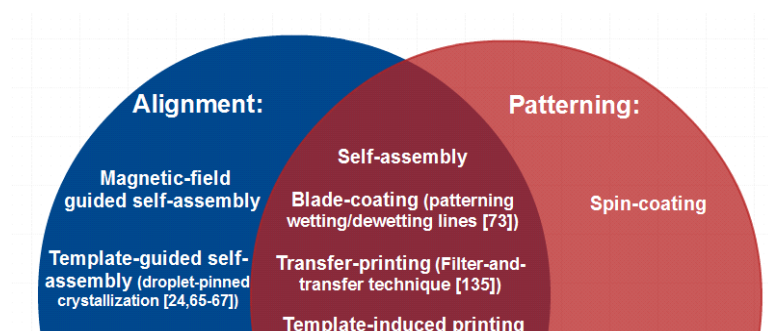 Alignment:
Patterning:
Magnetic-field
guided self-assembly
Template-guided self-
assembly (droplet-pinned
crystallization [24,65-67])
Self-assembly
Blade-coating (patterning
wetting/dewetting lines [73])
Transfer-printing (Filter-and-
transfer technique [135])
Template-induced printing
Spin-coating